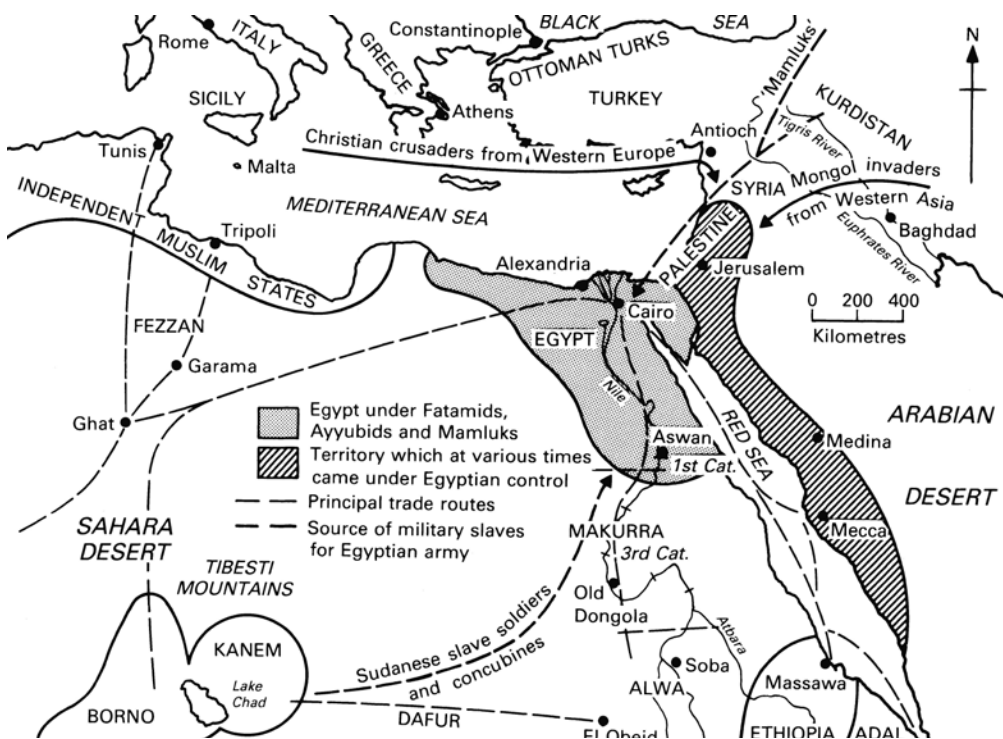 BLACK SEA
Constantinople
ITALY
Rome
GREECE
OTTOMAN TURKS
'Mamluks'
N
TURKEY
KURDISTAN
SICILY
Athens
Antioch
Tigris River
Tunis
Malta
Christian crusaders from Western Europe
SYRIA
Mongol invaders
from Western Asia
INDEPENDENT MUSLIM STATES
MEDITERRANEAN SEA
PALESTINE
Baghdad
Euphrates River
Tripoli
Alexandria
Jerusalem
0 200 400
Kilometres
FEZZAN
Cairo
EGYPT
Garama
Nile
Ghat
Egypt under Fatamids,
Ayyubids and Mamluks
RED SEA
ARABIAN
DESERT
Aswan
Medina
1st Cat.
Territory which at various times
came under Egyptian control
Principal trade routes
Source of military slaves
for Egyptian army
SAHARA
DESERT
MAKURRA
Mecca
3rd Cat.
TIBESTI
MOUNTAINS
Old
Dongola
Atbara
KANEM
Sudanese slave soldiers
and concubines
Soba
Lake
Chad
ALWA
Massawa
BORNO
DAFUR
El Obeid
ETHIOPIA
ADAL